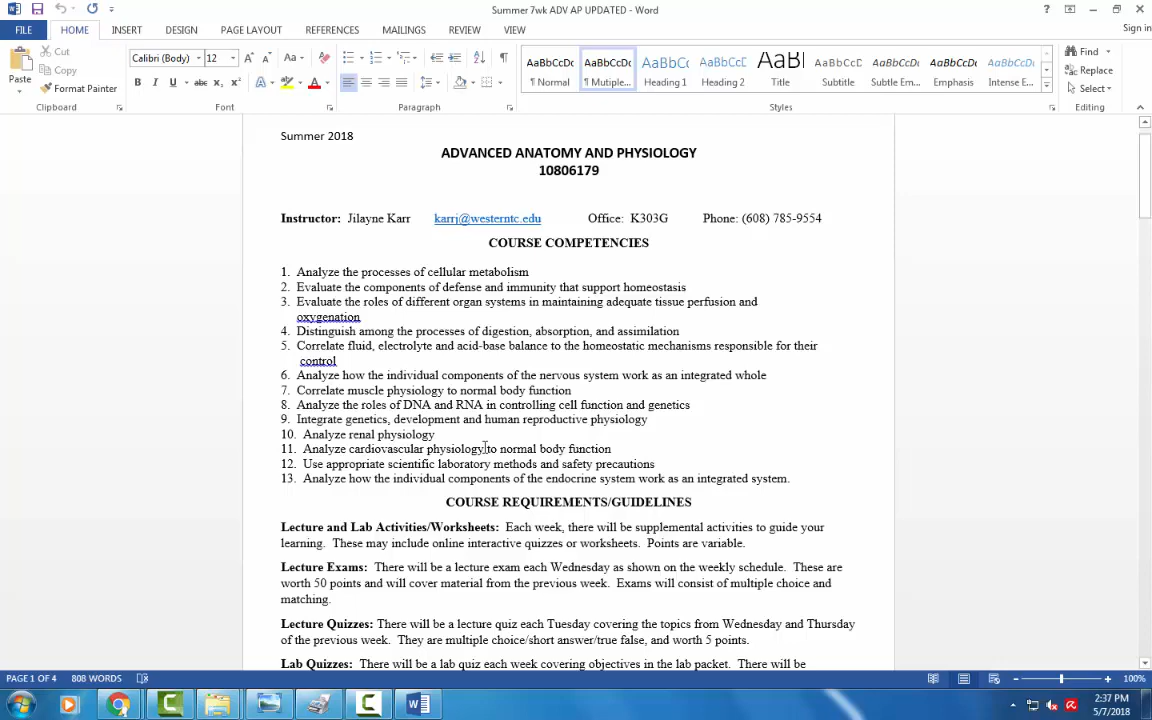 Summer 7wk ADV AP UPDATED - Word
Sign in
FILE HOME INSERT DESIGN PAGE LAYOUT REFERENCES MAILINGS REVIEW VIEW
Paste
Cut
Copy
Format Painter
Calibri (Body) 12
AaBbCcDc AaBbCcDc AaBbCc AaBbCcC AaBl AaBbCcD AaBbCcDc AaBbCcDc AaBbCcDc
¶ Normal ¶ Mutiple... Heading 1 Heading 2 Title Subtitle Subtle Em... Emphasis Intense E...
Find
Replace
Select
Clipboard Font Paragraph Styles Editing
Summer 2018
ADVANCED ANATOMY AND PHYSIOLOGY
10806179
Instructor: Jilayne Karr karrj@westerntc.edu Office: K303G Phone: (608) 785-9554
COURSE COMPETENCIES
1. Analyze the processes of cellular metabolism
2. Evaluate the components of defense and immunity that support homeostasis
3. Evaluate the roles of different organ systems in maintaining adequate tissue perfusion and
oxygenation
4. Distinguish among the processes of digestion, absorption, and assimilation
5. Correlate fluid, electrolyte and acid-base balance to the homeostatic mechanisms responsible for their
control
6. Analyze how the individual components of the nervous system work as an integrated whole
7. Correlate muscle physiology to normal body function
8. Analyze the roles of DNA and RNA in controlling cell function and genetics
9. Integrate genetics, development and human reproductive physiology
10. Analyze renal physiology
11. Analyze cardiovascular physiology to normal body function
12. Use appropriate scientific laboratory methods and safety precautions
13. Analyze how the individual components of the endocrine system work as an integrated system.
COURSE REQUIREMENTS/GUIDELINES
Lecture and Lab Activities/Worksheets: Each week, there will be supplemental activities to guide your
learning. These may include online interactive quizzes or worksheets. Points are variable.
Lecture Exams: There will be a lecture exam each Wednesday as shown on the weekly schedule. These are
worth 50 points and will cover material from the previous week. Exams will consist of multiple choice and
matching.
Lecture Quizzes: There will be a lecture quiz each Tuesday covering the topics from Wednesday and Thursday
of the previous week. They are multiple choice/short answer/true false, and worth 5 points.
Lab Quizzes: There will be a lab quiz each week covering objectives in the lab packet. There will be
PAGE 1 OF 4 808 WORDS 100%
2:37 PM
5/7/2018